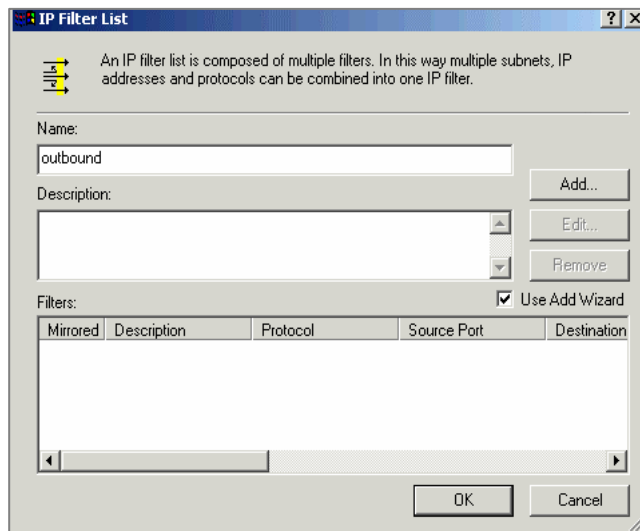 IP Filter List
An IP filter list is composed of multiple filters. In this way multiple subnets, IP
addresses and protocols can be combined into one IP filter.
Name:
outbound
Add...
Description:
Edit...
Remove
Filters:
Use Add Wizard
Mirrored Description Protocol Source Port Destination
OK Cancel